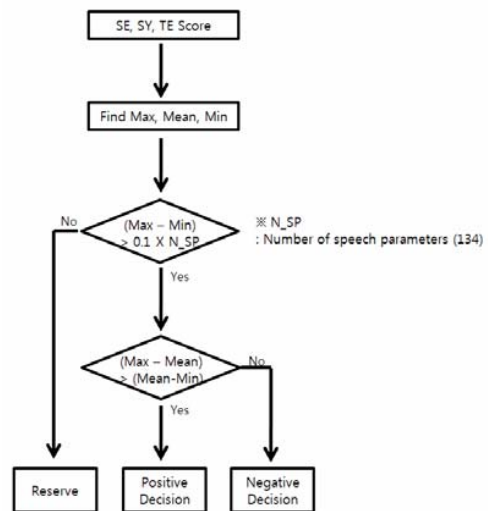 SE, SY, TE Score
Find Max, Mean, Min
No
(Max – Min)
> 0.1 X N_SP
※ N_SP
: Number of speech parameters (134)
Yes
(Max – Mean)
> (Mean-Min)
No
Yes
Reserve
Positive
Decision
Negative
Decision